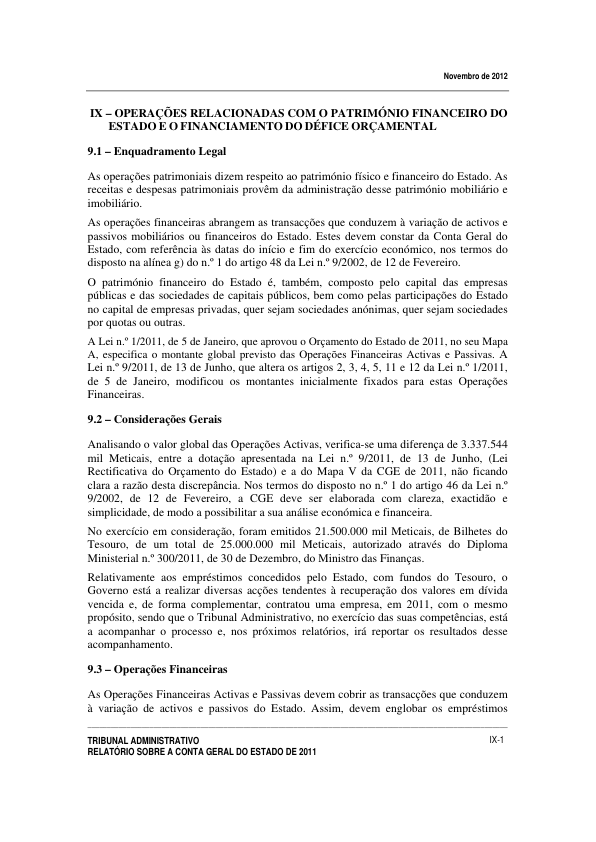 Novembro de 2012
IX – OPERAÇÕES RELACIONADAS COM O PATRIMÓNIO FINANCEIRO DO
ESTADO E O FINANCIAMENTO DO DÉFICE ORÇAMENTAL
9.1 – Enquadramento Legal
As operações patrimoniais dizem respeito ao património físico e financeiro do Estado. As
receitas e despesas patrimoniais provêm da administração desse património mobiliário e
imobiliário.
As operações financeiras abrangem as transacções que conduzem à variação de activos e
passivos mobiliários ou financeiros do Estado. Estes devem constar da Conta Geral do
Estado, com referência às datas do início e fim do exercício económico, nos termos do
disposto na alínea g) do n.º 1 do artigo 48 da Lei n.º 9/2002, de 12 de Fevereiro.
O património financeiro do Estado é, também, composto pelo capital das empresas
públicas e das sociedades de capitais públicos, bem como pelas participações do Estado
no capital de empresas privadas, quer sejam sociedades anónimas, quer sejam sociedades
por quotas ou outras.
A Lei n.º 1/2011, de 5 de Janeiro, que aprovou o Orçamento do Estado de 2011, no seu Mapa
A, especifica o montante global previsto das Operações Financeiras Activas e Passivas. A
Lei n.º 9/2011, de 13 de Junho, que altera os artigos 2, 3, 4, 5, 11 e 12 da Lei n.º 1/2011,
de 5 de Janeiro, modificou os montantes inicialmente fixados para estas Operações
Financeiras.
9.2 – Considerações Gerais
Analisando o valor global das Operações Activas, verifica-se uma diferença de 3.337.544
mil Meticais, entre a dotação apresentada na Lei n.º 9/2011, de 13 de Junho, (Lei
Rectificativa do Orçamento do Estado) e a do Mapa V da CGE de 2011, não ficando
clara a razão desta discrepância. Nos termos do disposto no n.º 1 do artigo 46 da Lei n.º
9/2002, de 12 de Fevereiro, a CGE deve ser elaborada com clareza, exactidão e
simplicidade, de modo a possibilitar a sua análise económica e financeira.
No exercício em consideração, foram emitidos 21.500.000 mil Meticais, de Bilhetes do
Tesouro, de um total de 25.000.000 mil Meticais, autorizado através do Diploma
Ministerial n.º 300/2011, de 30 de Dezembro, do Ministro das Finanças.
Relativamente aos empréstimos concedidos pelo Estado, com fundos do Tesouro, o
Governo está a realizar diversas acções tendentes à recuperação dos valores em dívida
vencida e, de forma complementar, contratou uma empresa, em 2011, com o mesmo
propósito, sendo que o Tribunal Administrativo, no exercício das suas competências, está
a acompanhar o processo e, nos próximos relatórios, irá reportar os resultados desse
acompanhamento.
9.3 – Operações Financeiras
As Operações Financeiras Activas e Passivas devem cobrir as transacções que conduzem
à variação de activos e passivos do Estado. Assim, devem englobar os empréstimos
TRIBUNAL ADMINISTRATIVO IX-1
RELATÓRIO SOBRE A CONTA GERAL DO ESTADO DE 2011